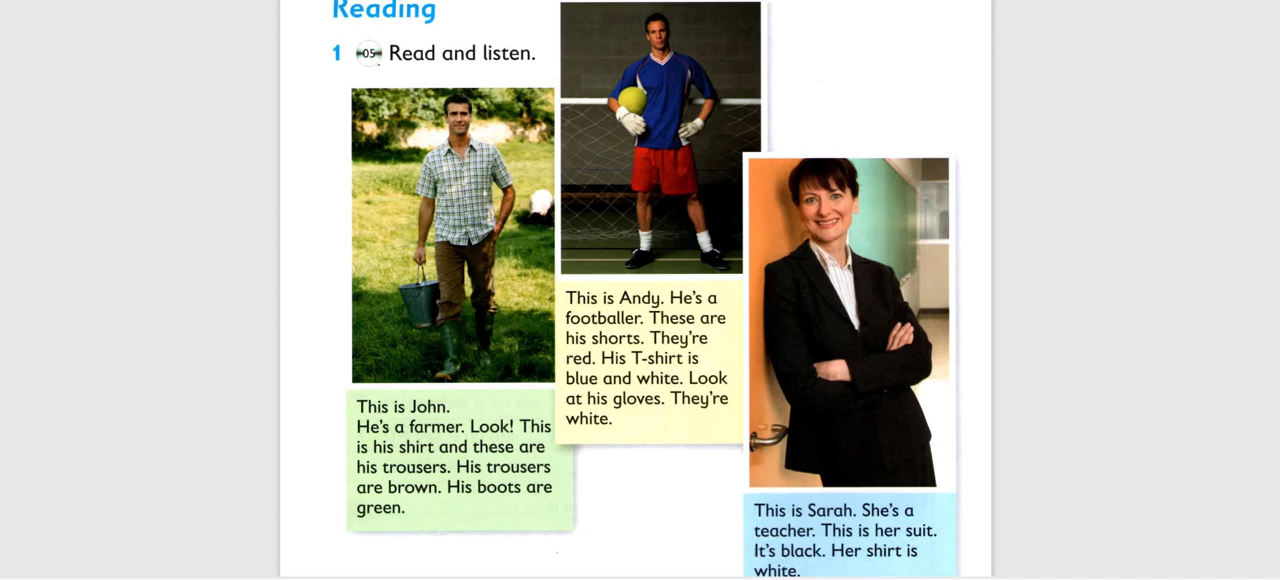 Reading
1 05 Read and listen.
This is John.
He's a farmer. Look! This
is his shirt and these are
his trousers. His trousers
are brown. His boots are
green.
This is Andy. He's a
footballer. These are
his shorts. They're
red. His T-shirt is
blue and white. Look
at his gloves. They're
white.
This is Sarah. She's a
teacher. This is her suit.
It's black. Her shirt is
white.